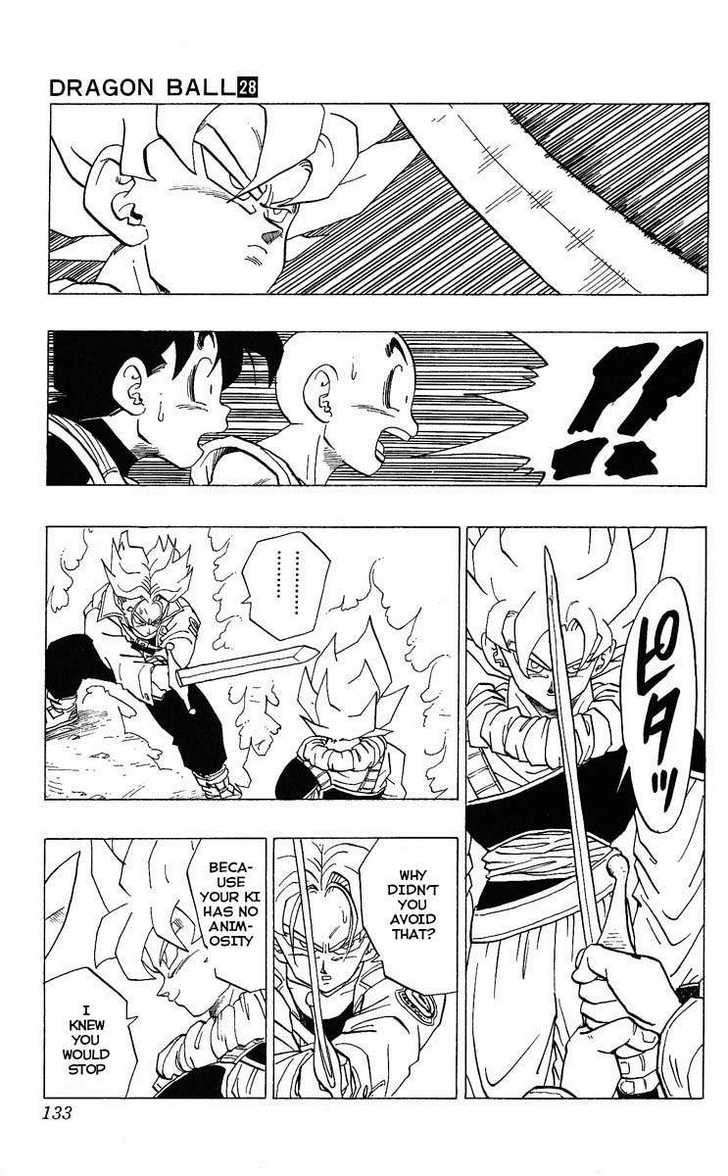 DRAGON BALL 28
!!
ピタッ
…………
WHY
DIDN'T
YOU
AVOID
THAT?
BECA-
USE
YOUR KI
HAS NO
ANIM-
OSITY
I
KNEW
YOU
WOULD
STOP
133